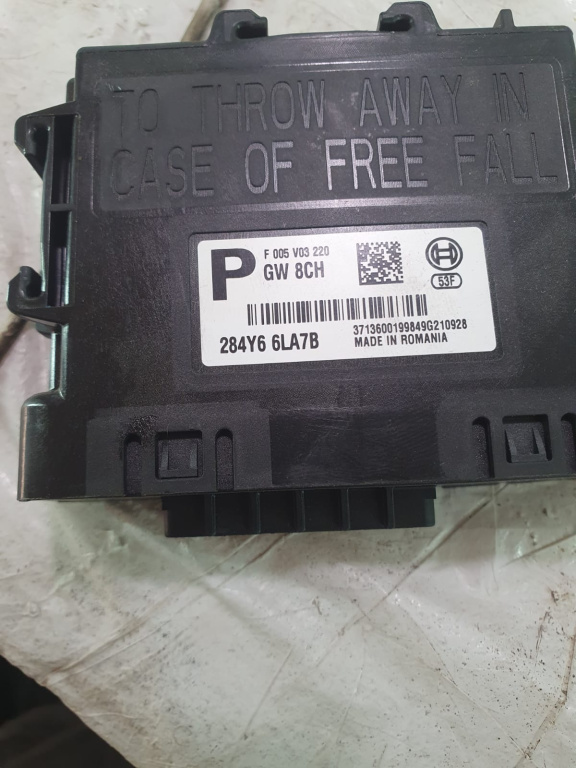 TO THROW AWAY IN
CASE OF FREE FALL
P
F 005 V03 220
GW 8CH
53F
284Y6 6LA7B
3713600199849G210928
MADE IN ROMANIA